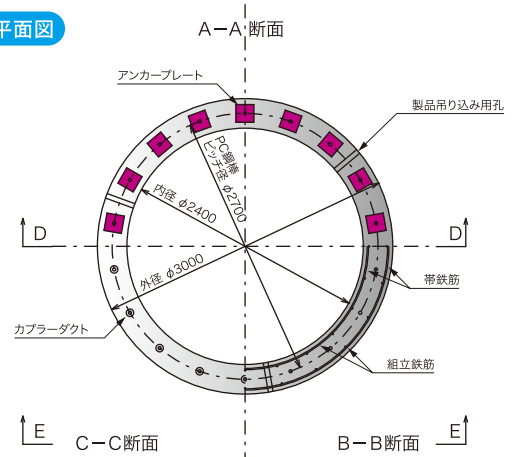 平面図
A－A 断面
アンカープレート
製品吊り込み用孔
PC鋼棒
ピッチ径 φ2700
内径 φ2400
D
D
外径 φ3000
帯鉄筋
カプラーダクト
組立鉄筋
E
C－C断面
B－B断面
E